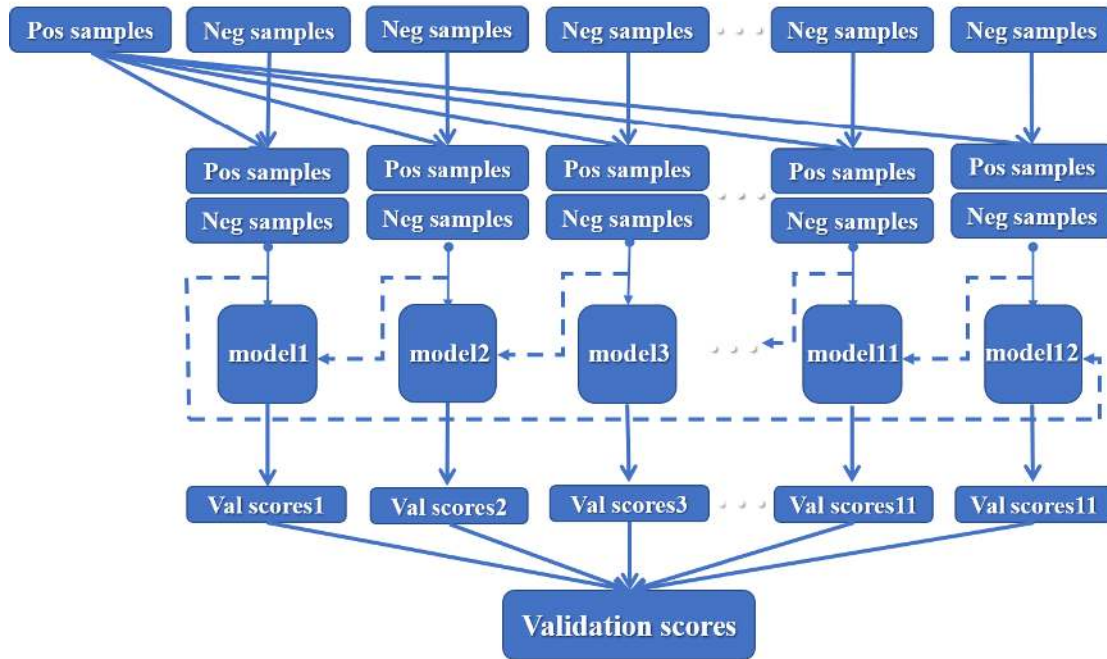 Pos samples
Neg samples
Neg samples
Neg samples
. . . .
Neg samples
Neg samples
Pos samples
Pos samples
Pos samples
Pos samples
Pos samples
Neg samples
Neg samples
Neg samples
. . . .
Neg samples
Neg samples
model1
model2
model3
. . . .
model11
model12
Val scores1
Val scores2
Val scores3
. . . .
Val scores11
Val scores11
Validation scores